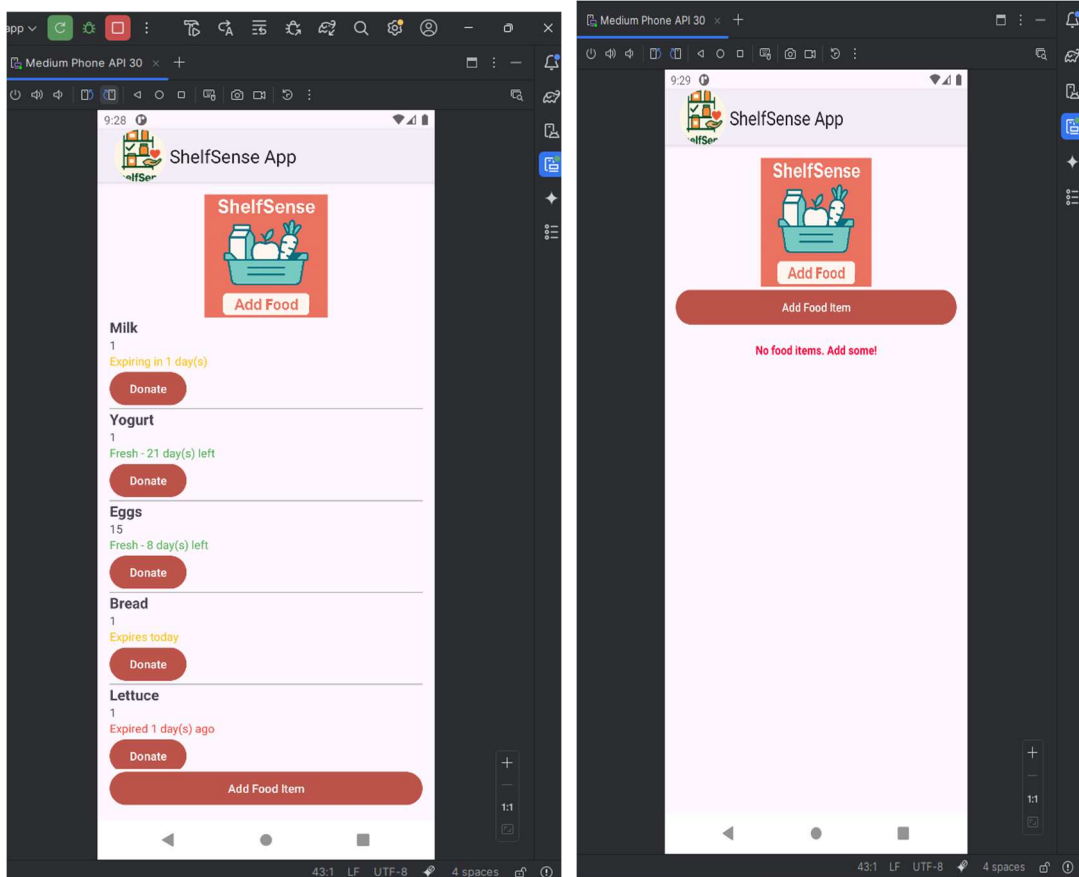 app
Medium Phone API 30
9:28
ShelfSense App
elfSer
ShelfSense
Add Food
Milk
1
Expiring in 1 day(s)
Donate
Yogurt
1
Fresh - 21 day(s) left
Donate
Eggs
15
Fresh - 8 day(s) left
Donate
Bread
1
Expires today
Donate
Lettuce
1
Expired 1 day(s) ago
Donate
Add Food Item
1:1
43:1 LF UTF-8 4 spaces
Medium Phone API 30
9:29
ShelfSense App
elfSer
ShelfSense
Add Food
Add Food Item
No food items. Add some!
1:1
43:1 LF UTF-8 4 spaces